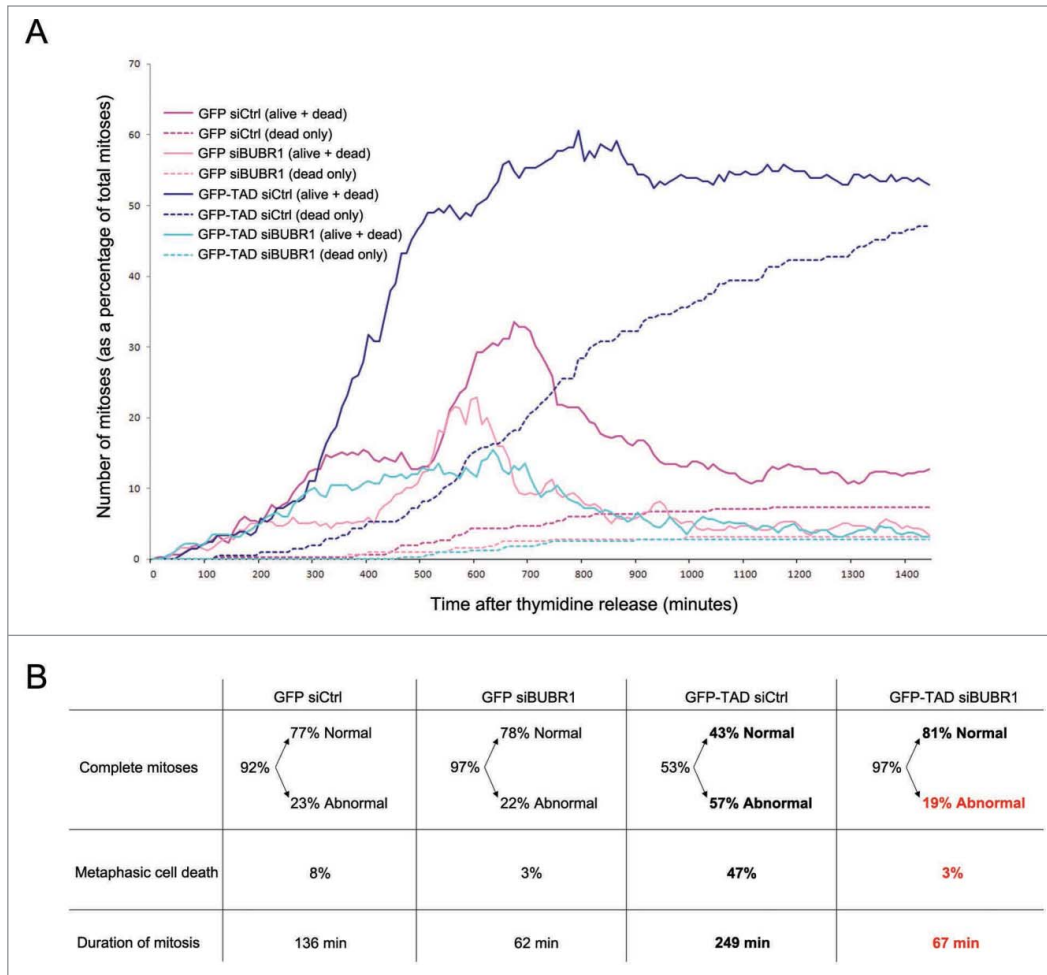 A
Number of mitoses (as a percentage of total mitoses)
70
60
50
40
30
20
10
0
GFP siCtrl (alive + dead)
GFP siCtrl (dead only)
GFP siBUBR1 (alive + dead)
GFP siBUBR1 (dead only)
GFP-TAD siCtrl (alive + dead)
GFP-TAD siCtrl (dead only)
GFP-TAD siBUBR1 (alive + dead)
GFP-TAD siBUBR1 (dead only)
0 100 200 300 400 500 600 700 800 900 1000 1100 1200 1300 1400
Time after thymidine release (minutes)
B
GFP siCtrl GFP siBUBR1 GFP-TAD siCtrl GFP-TAD siBUBR1
77% Normal 78% Normal 43% Normal 81% Normal
Complete mitoses 92% 97% 53% 97%
23% Abnormal 22% Abnormal 57% Abnormal 19% Abnormal
Metaphasic cell death 8% 3% 47% 3%
Duration of mitosis 136 min 62 min 249 min 67 min